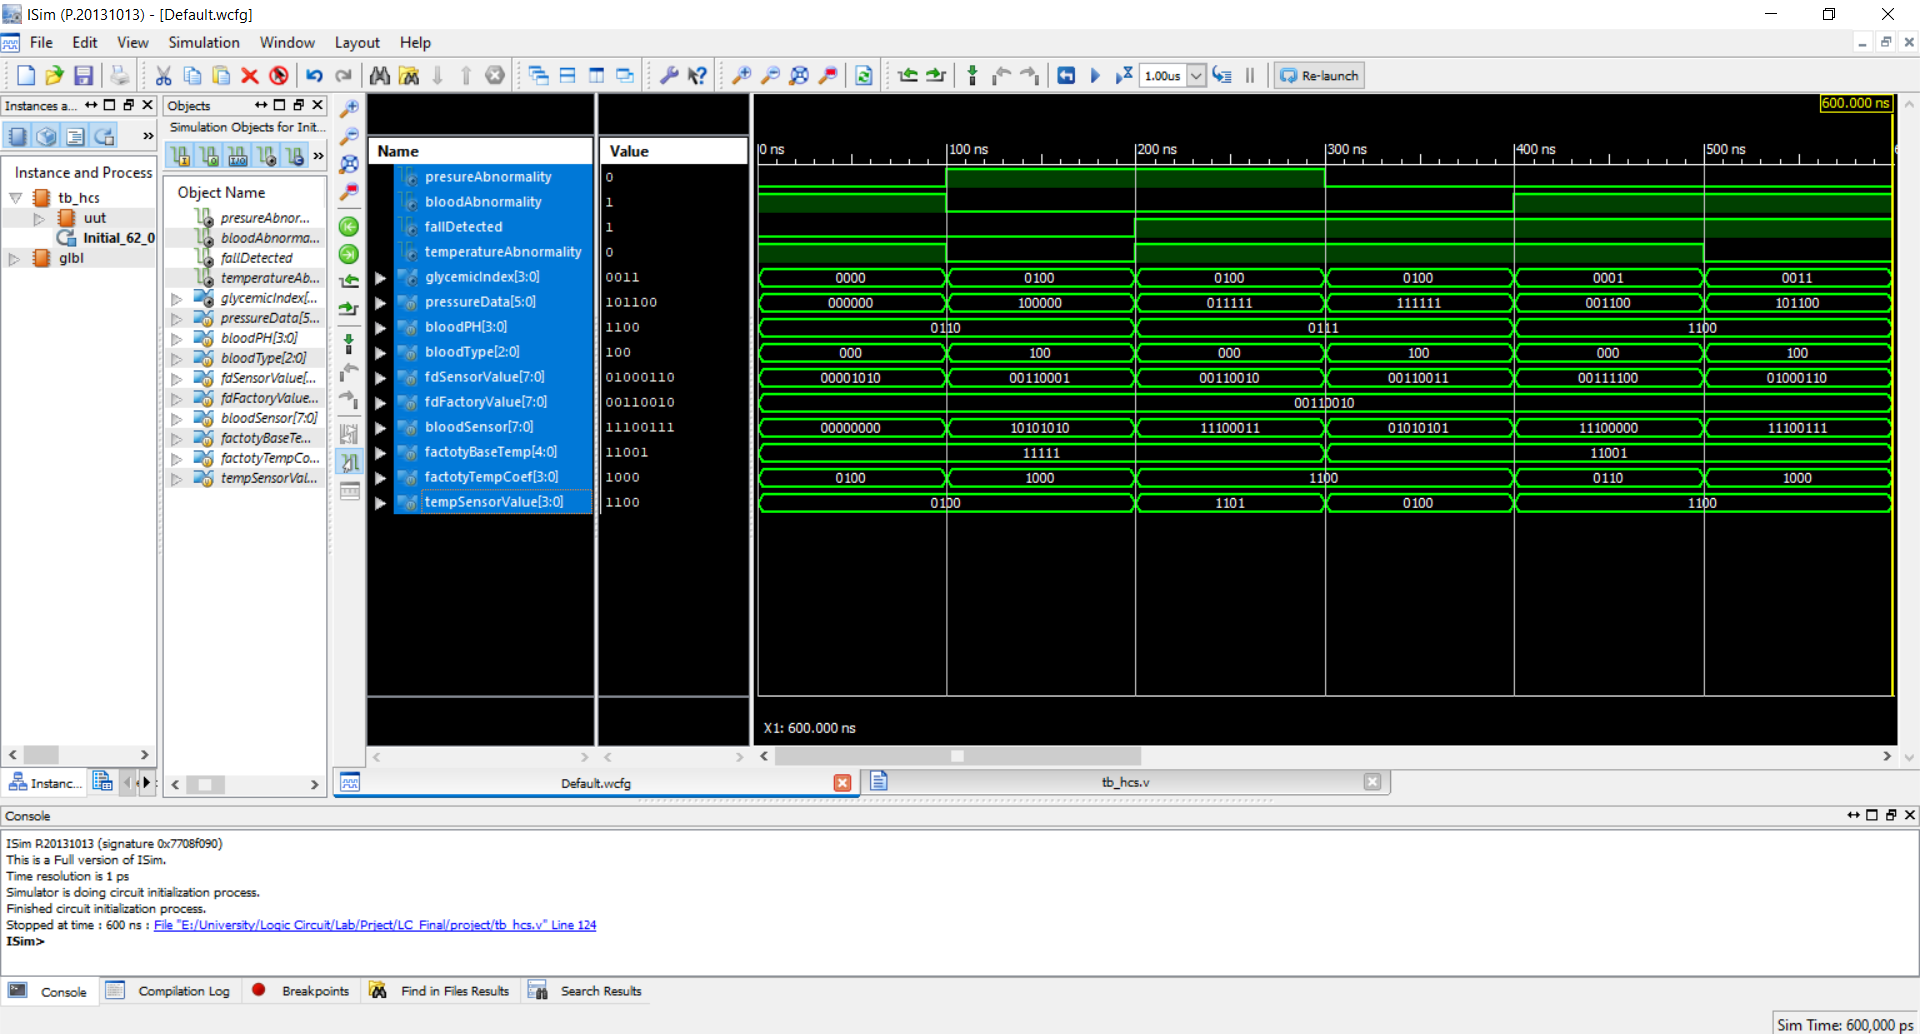 ISim (P.20131013) - [Default.wcfg]
File Edit View Simulation Window Layout Help
1.00us Re-launch
Instances a...
Instance and Process
tb_hcs
uut
Initial_62_0
glbl
Instanc...
Objects
Simulation Objects for Init...
Object Name
presureAbnor...
bloodAbnorma...
fallDetected
temperatureAb...
glycemicIndex[...
pressureData[5...
bloodPH[3:0]
bloodType[2:0]
fdSensorValue[...
fdFactoryValue...
bloodSensor[7:0]
factotyBaseTe...
factotyTempCo...
tempSensorVal...
600.000 ns
Name Value 0 ns 100 ns 200 ns 300 ns 400 ns 500 ns
presureAbnormality 0
bloodAbnormality 1
fallDetected 1
temperatureAbnormality 0
glycemicIndex[3:0] 0011 0000 0100 0100 0100 0001 0011
pressureData[5:0] 101100 000000 100000 011111 111111 001100 101100
bloodPH[3:0] 1100 0110 0111 1100
bloodType[2:0] 100 000 100 000 100 000 100
fdSensorValue[7:0] 01000110 00001010 00110001 00110010 00110011 00111100 01000110
fdFactoryValue[7:0] 00110010 00110010
bloodSensor[7:0] 11100111 00000000 10101010 11100011 01010101 11100000 11100111
factotyBaseTemp[4:0] 11001 11111 11001
factotyTempCoef[3:0] 1000 0100 1000 1100 0110 1000
tempSensorValue[3:0] 1100 0100 1101 0100 1100
X1: 600.000 ns
Default.wcfg tb_hcs.v
Console
ISim P.20131013 (signature 0x7708f090)
This is a Full version of ISim.
Time resolution is 1 ps
Simulator is doing circuit initialization process.
Finished circuit initialization process.
Stopped at time : 600 ns : File "E:/University/Logic Circuit/Lab/Prject/LC_Final/project/tb_hcs.v" Line 124
ISim>
Console Compilation Log Breakpoints Find in Files Results Search Results
Sim Time: 600,000 ps